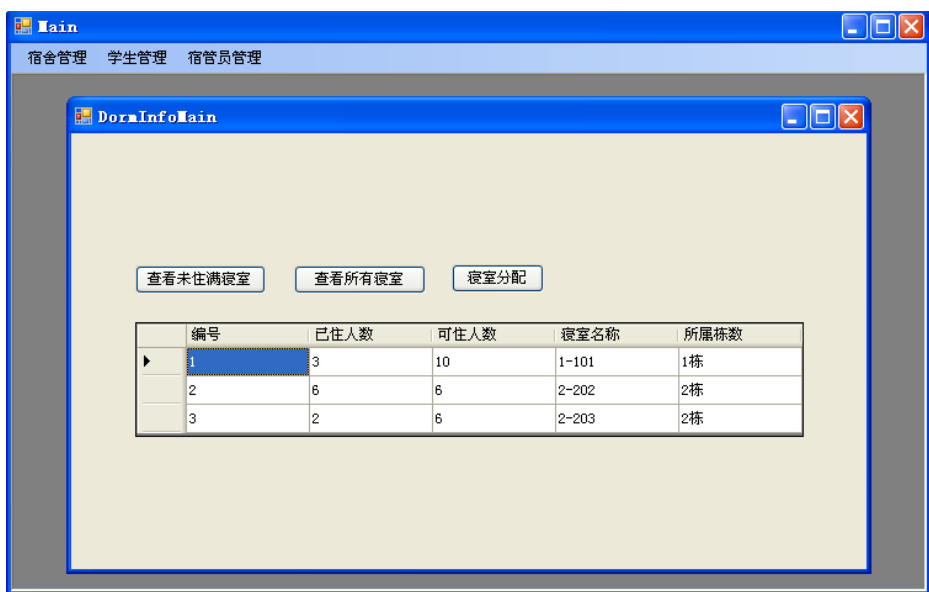 Main
宿舍管理 学生管理 宿管员管理
DormInfoMain
查看未住满寝室 查看所有寝室 寝室分配
编号 已住人数 可住人数 寝室名称 所属栋数
1 3 10 1-101 1栋
2 6 6 2-202 2栋
3 2 6 2-203 2栋